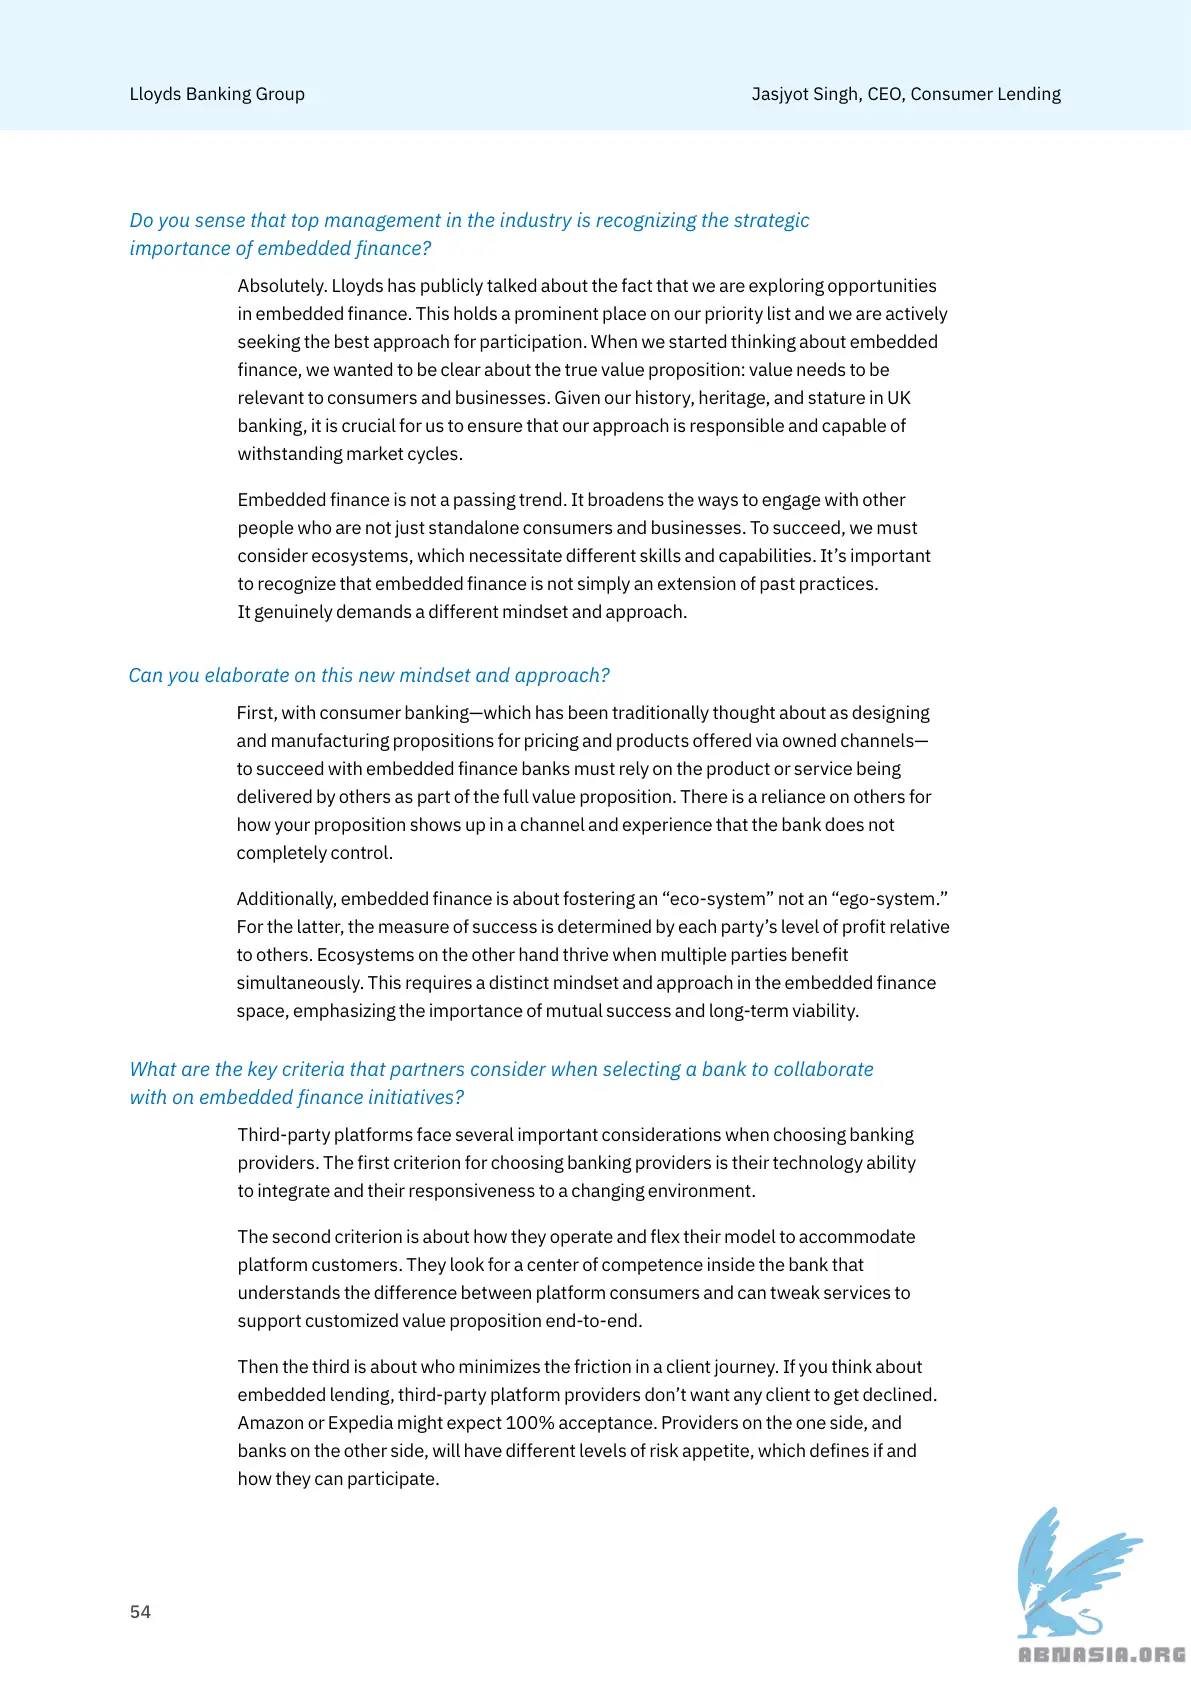 Lloyds Banking Group
Jasjyot Singh, CEO, Consumer Lending
Do you sense that top management in the industry is recognizing the strategic
importance of embedded finance?
Absolutely. Lloyds has publicly talked about the fact that we are exploring opportunities
in embedded finance. This holds a prominent place on our priority list and we are actively
seeking the best approach for participation. When we started thinking about embedded
finance, we wanted to be clear about the true value proposition: value needs to be
relevant to consumers and businesses. Given our history, heritage, and stature in UK
banking, it is crucial for us to ensure that our approach is responsible and capable of
withstanding market cycles.
Embedded finance is not a passing trend. It broadens the ways to engage with other
people who are not just standalone consumers and businesses. To succeed, we must
consider ecosystems, which necessitate different skills and capabilities. It’s important
to recognize that embedded finance is not simply an extension of past practices.
It genuinely demands a different mindset and approach.
Can you elaborate on this new mindset and approach?
First, with consumer banking—which has been traditionally thought about as designing
and manufacturing propositions for pricing and products offered via owned channels—
to succeed with embedded finance banks must rely on the product or service being
delivered by others as part of the full value proposition. There is a reliance on others for
how your proposition shows up in a channel and experience that the bank does not
completely control.
Additionally, embedded finance is about fostering an “eco-system” not an “ego-system.”
For the latter, the measure of success is determined by each party’s level of profit relative
to others. Ecosystems on the other hand thrive when multiple parties benefit
simultaneously. This requires a distinct mindset and approach in the embedded finance
space, emphasizing the importance of mutual success and long-term viability.
What are the key criteria that partners consider when selecting a bank to collaborate
with on embedded finance initiatives?
Third-party platforms face several important considerations when choosing banking
providers. The first criterion for choosing banking providers is their technology ability
to integrate and their responsiveness to a changing environment.
The second criterion is about how they operate and flex their model to accommodate
platform customers. They look for a center of competence inside the bank that
understands the difference between platform consumers and can tweak services to
support customized value proposition end-to-end.
Then the third is about who minimizes the friction in a client journey. If you think about
embedded lending, third-party platform providers don’t want any client to get declined.
Amazon or Expedia might expect 100% acceptance. Providers on the one side, and
banks on the other side, will have different levels of risk appetite, which defines if and
how they can participate.
54
ABNASIA.ORG